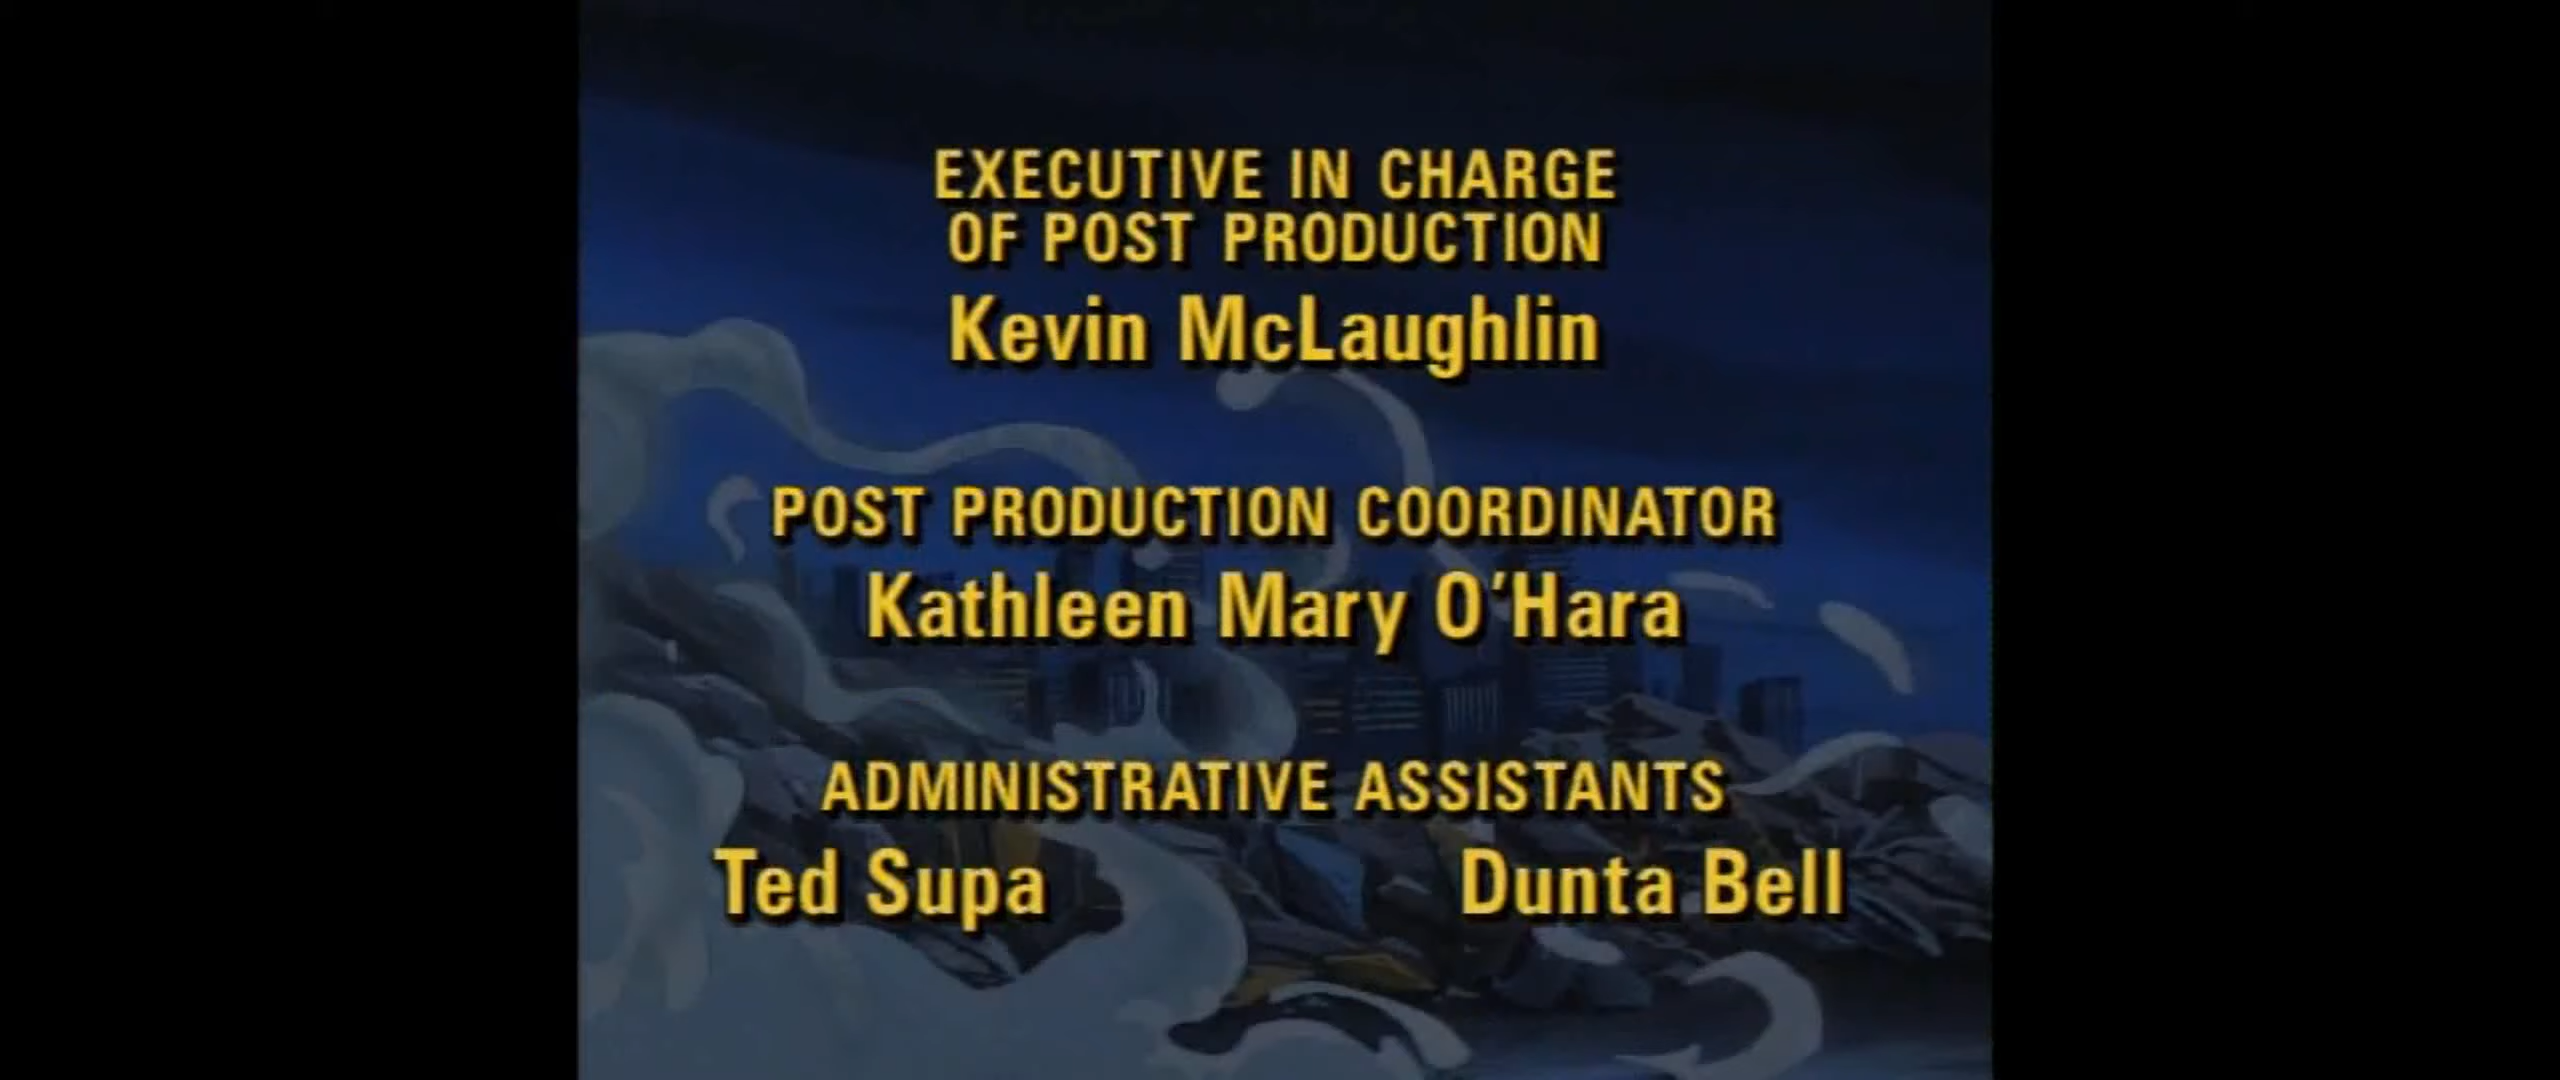 EXECUTIVE IN CHARGE
OF POST PRODUCTION
Kevin McLaughlin
POST PRODUCTION COORDINATOR
Kathleen Mary O'Hara
ADMINISTRATIVE ASSISTANTS
Ted Supa Dunta Bell